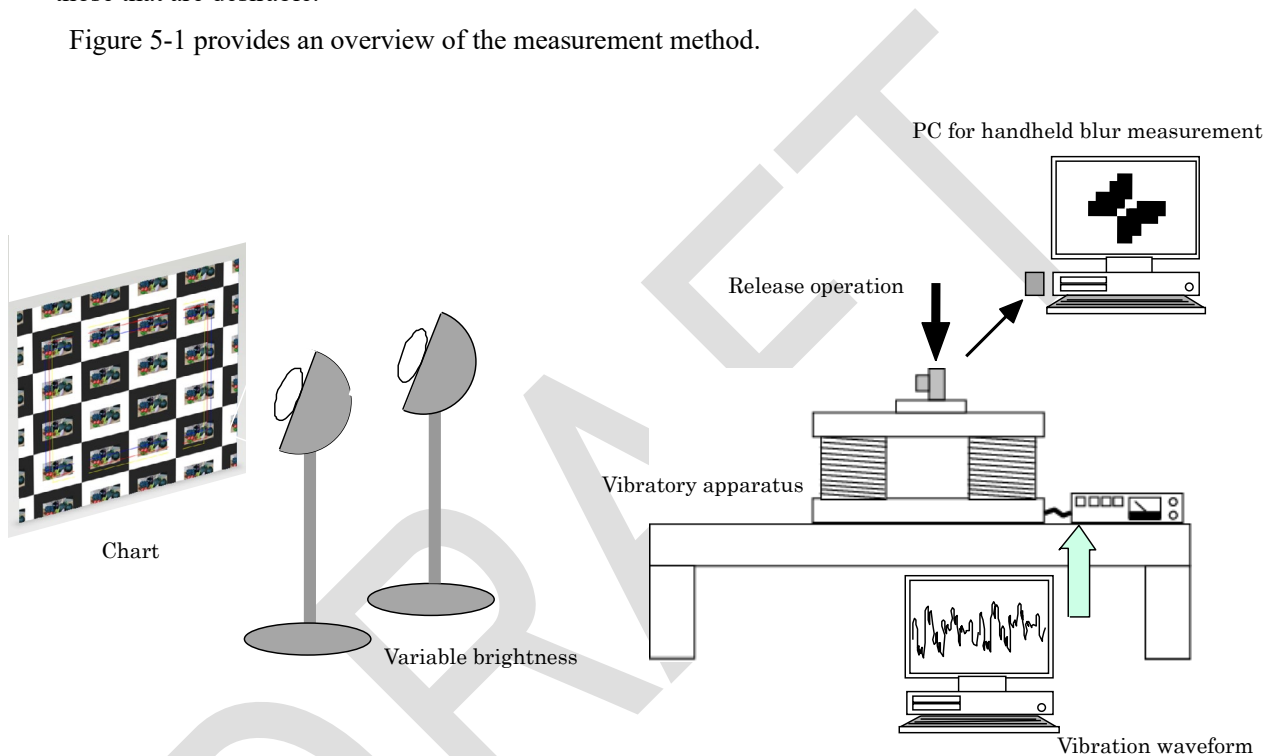 Figure 5-1 provides an overview of the measurement method.
PC for handheld blur measurement
Release operation
Vibratory apparatus
Chart
Variable brightness
Vibration waveform
DRAFT